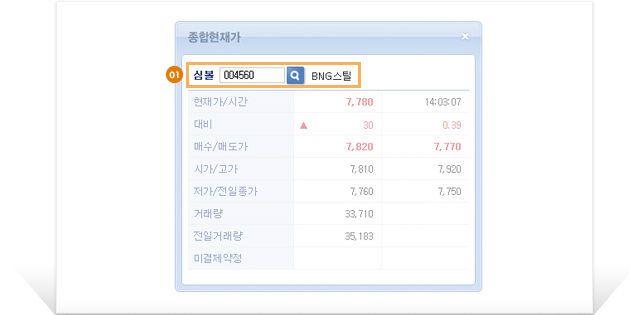 종합현재가
01 심볼 004560 BNG스틸
현재가/시간 7,780 14:03:07
대비 ▲ 30 0.39
매수/매도가 7,820 7,770
시가/고가 7,810 7,920
저가/전일종가 7,760 7,750
거래량 33,710
전일거래량 35,183
미결제약정